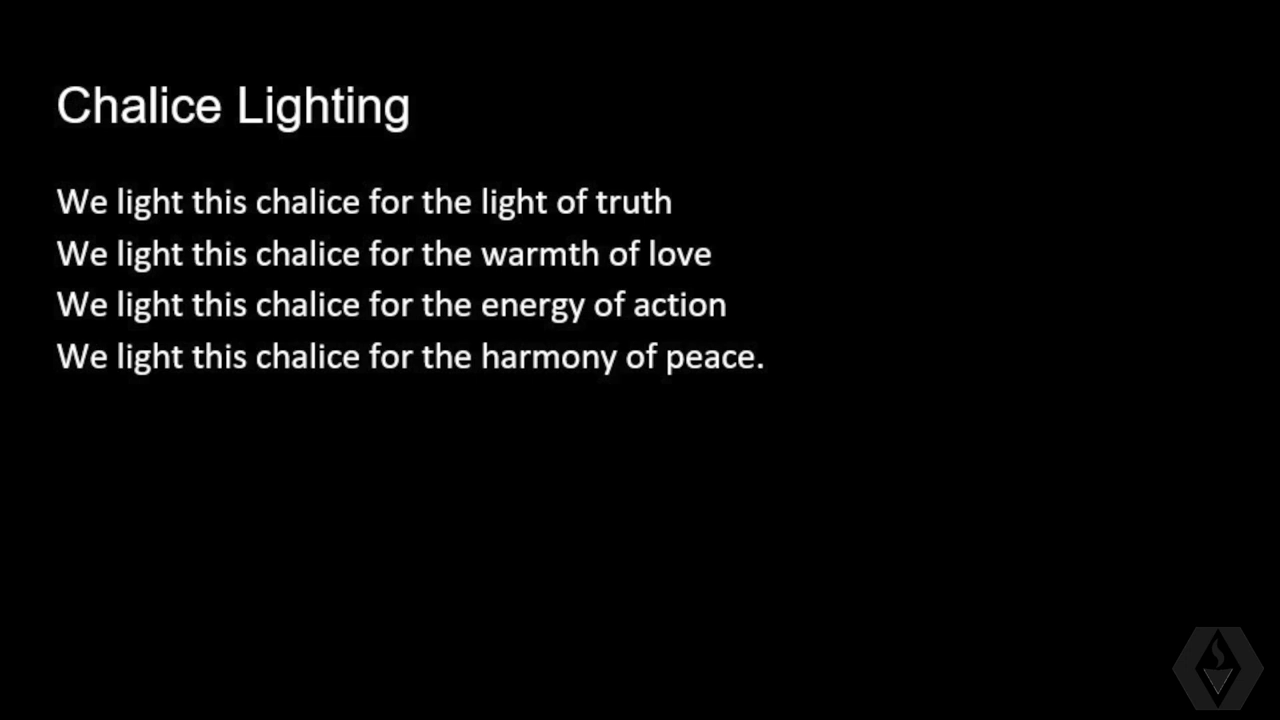 Chalice Lighting
We light this chalice for the light of truth
We light this chalice for the warmth of love
We light this chalice for the energy of action
We light this chalice for the harmony of peace.